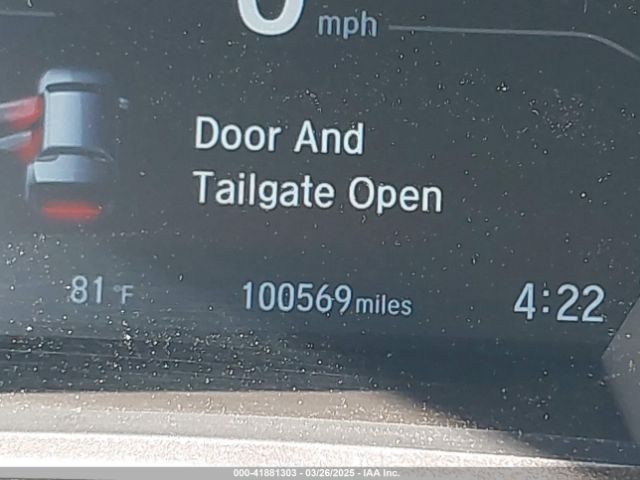 0 mph
Door And
Tailgate Open
81 °F 100569 miles 4:22
000-41881303 - 03/26/2025 - IAA Inc.